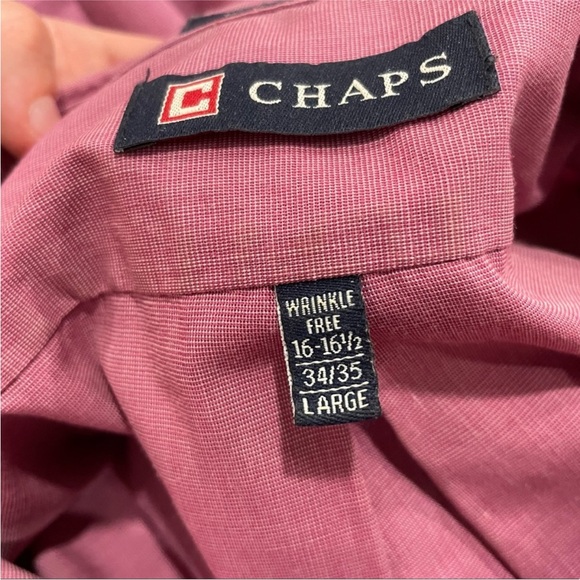 C CHAPS
WRINKLE
FREE
16-16½
34/35
LARGE